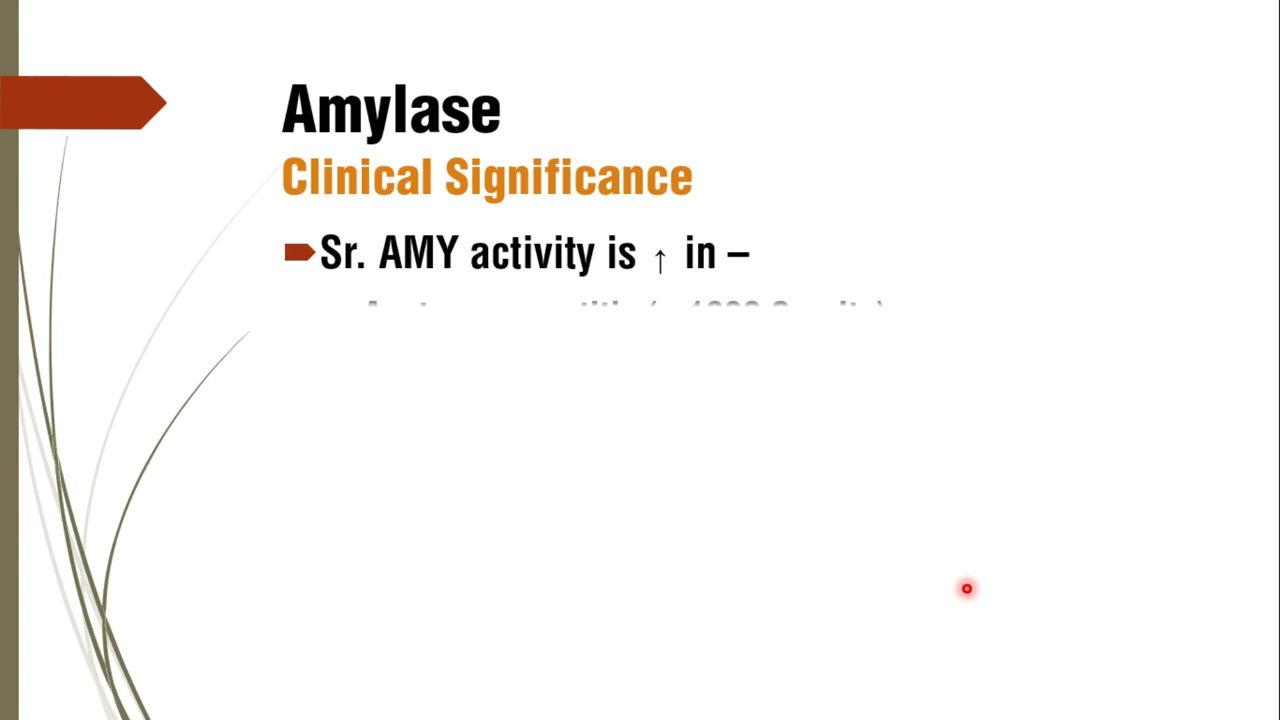 Amylase
Clinical Significance
Sr. AMY activity is ↑ in –